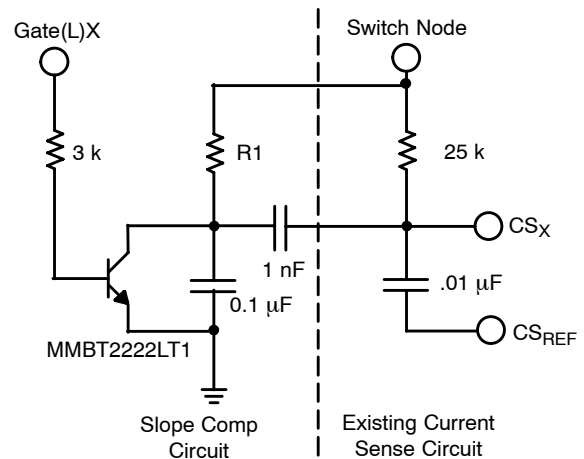 Gate(L)X
Switch Node
3 k
R1
25 k
CSX
1 nF
.01 μF
0.1 μF
CSREF
MMBT2222LT1
Slope Comp
Circuit
Existing Current
Sense Circuit